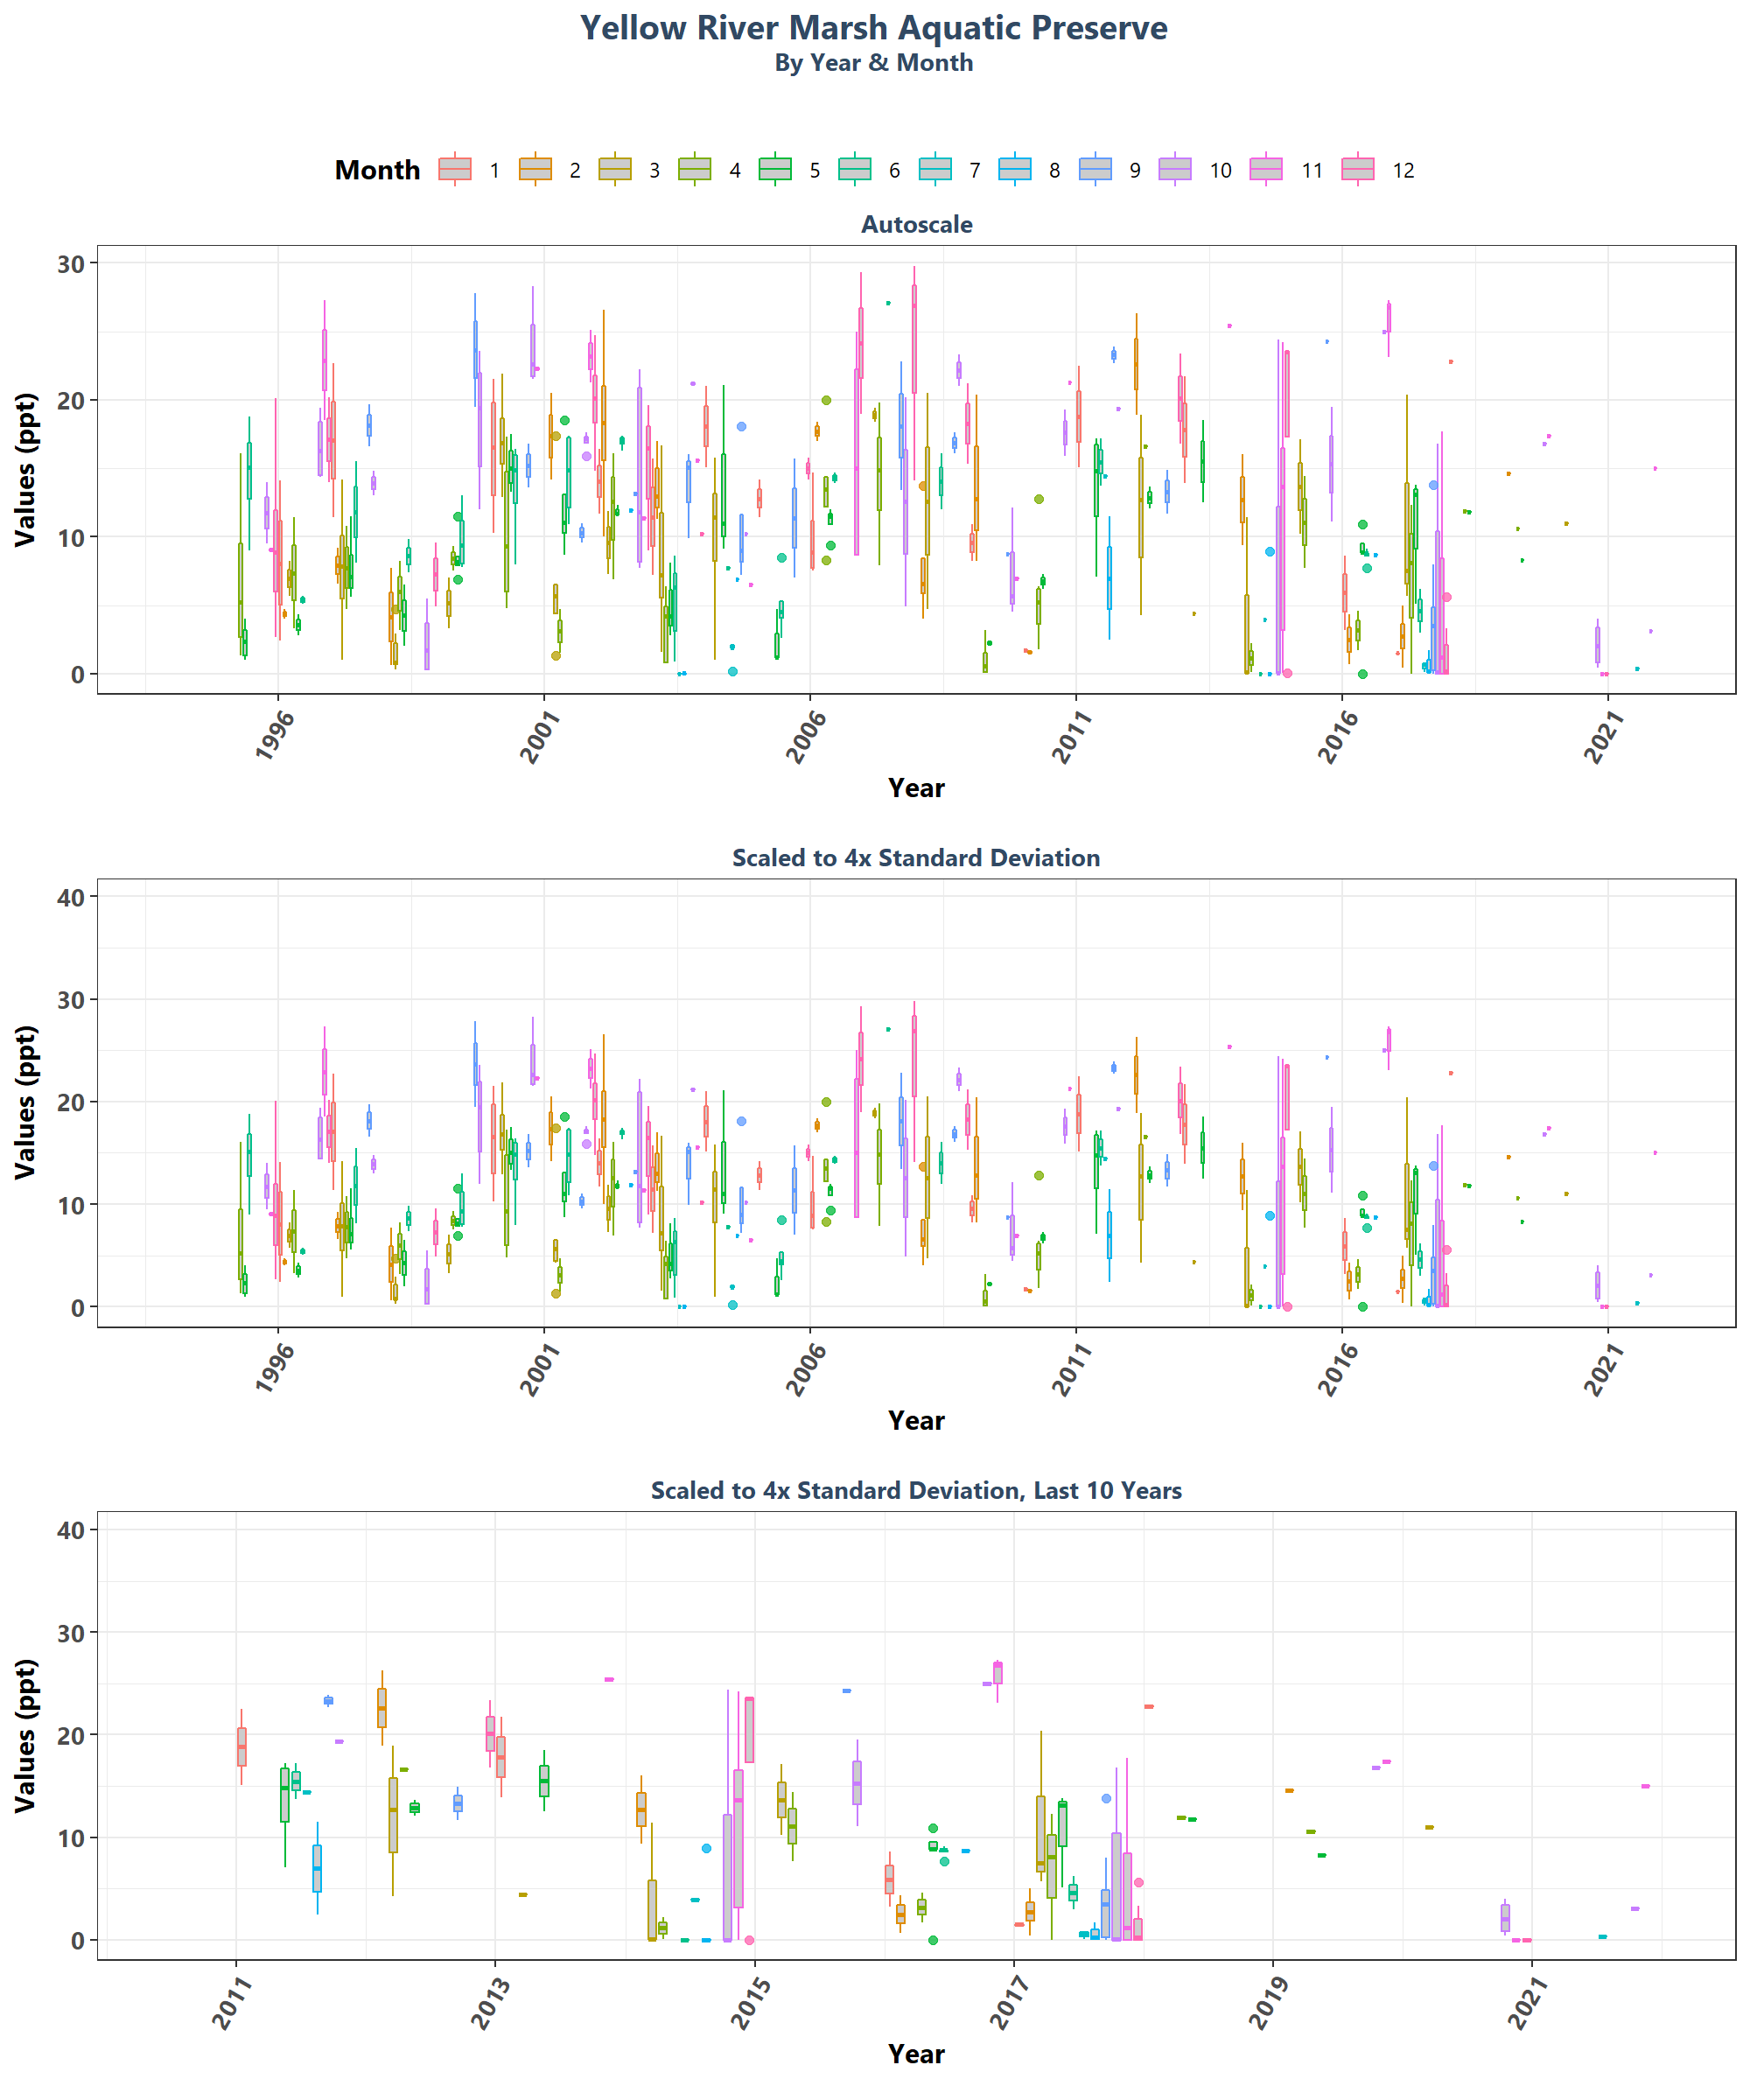 Yellow River Marsh Aquatic Preserve
By Year & Month
Month 1 2 3 4 5 6 7 8 9 10 11 12
Autoscale
Values (ppt)
30
20
10
0
1996 2001 2006 2011 2016 2021
Year
Scaled to 4x Standard Deviation
Values (ppt)
40
30
20
10
0
1996 2001 2006 2011 2016 2021
Year
Scaled to 4x Standard Deviation, Last 10 Years
Values (ppt)
40
30
20
10
0
2011 2013 2015 2017 2019 2021
Year